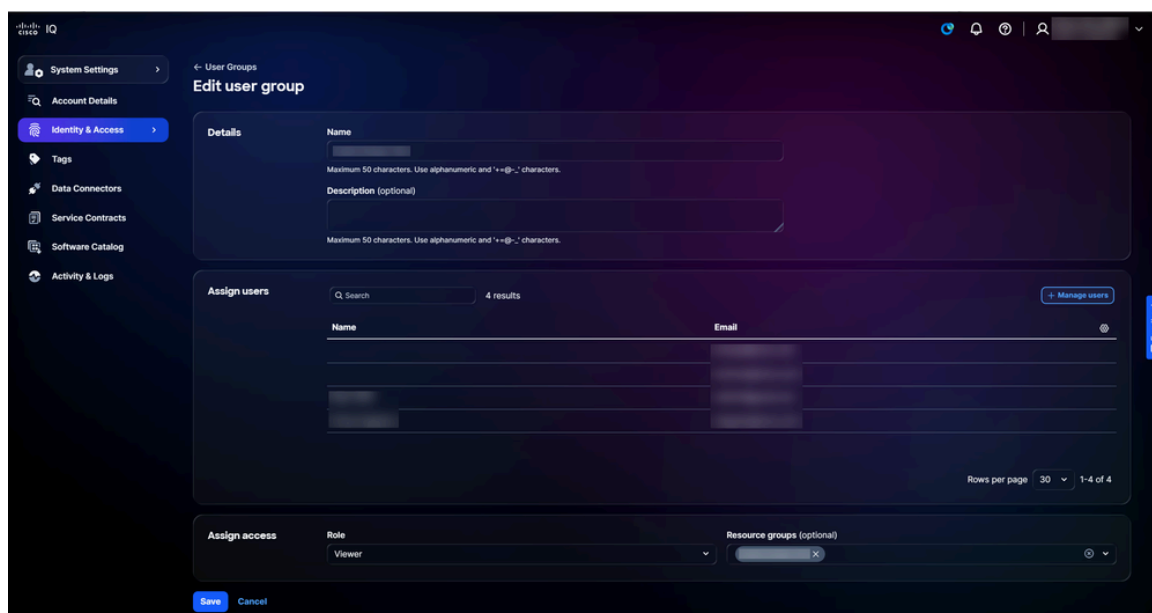 CISCO IQ
System Settings
← User Groups
Edit user group
Account Details
Identity & Access
Tags
Data Connectors
Service Contracts
Software Catalog
Activity & Logs
Details
Name
Maximum 50 characters. Use alphanumeric and '+=@-_' characters.
Description (optional)
Maximum 50 characters. Use alphanumeric and '+=@-_' characters.
Assign users
Search
4 results
+ Manage users
Name Email
Rows per page 30 1-4 of 4
Assign access
Role
Viewer
Resource groups (optional)
Save Cancel